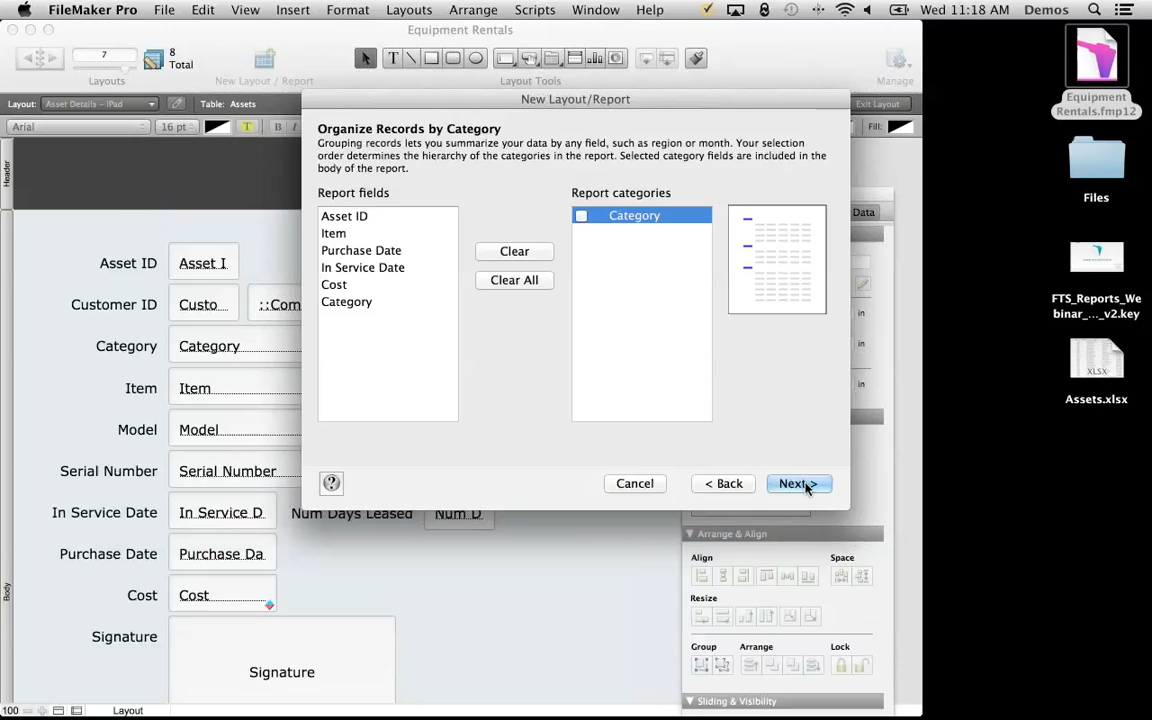 FileMaker Pro File Edit View Insert Format Layouts Arrange Scripts Window Help Wed 11:18 AM Demos
Equipment Rentals
7
8
Total
Layouts
New Layout / Report
Layout Tools
Manage
Layout: Asset Details - iPad Table: Assets
Exit Layout
Arial 16 pt B I
Fill:
New Layout/Report
Organize Records by Category
Grouping records lets you summarize your data by any field, such as region or month. Your selection
order determines the hierarchy of the categories in the report. Selected category fields are included in the
body of the report.
Report fields
Asset ID
Item
Purchase Date
In Service Date
Cost
Category
Clear
Clear All
Report categories
Category
Cancel
< Back
Next >
Header
Asset ID Asset I
Customer ID Custo ::Com
Category Category
Item Item
Model Model
Serial Number Serial Number
In Service Date In Service D Num Days Leased Num D
Purchase Date Purchase Da
Cost Cost
Signature
Signature
Body
100 Layout
Data
in
in
in
Arrange & Align
Align Space
Resize
Group Arrange Lock
Sliding & Visibility
Equipment
Rentals.fmp12
Files
FTS_Reports_We
binar_..._v2.key
XLSX
Assets.xlsx